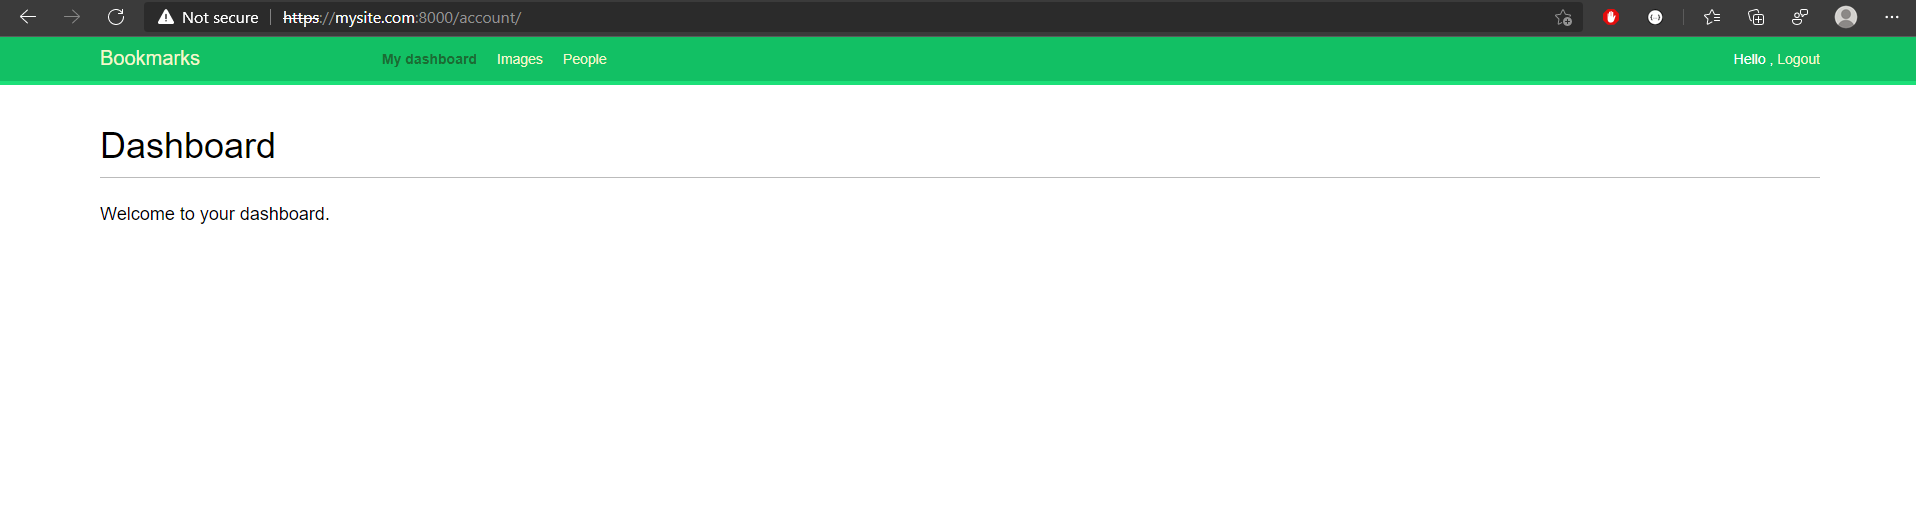 Not secure https://mysite.com:8000/account/
Bookmarks My dashboard Images People Hello , Logout
Dashboard
Welcome to your dashboard.